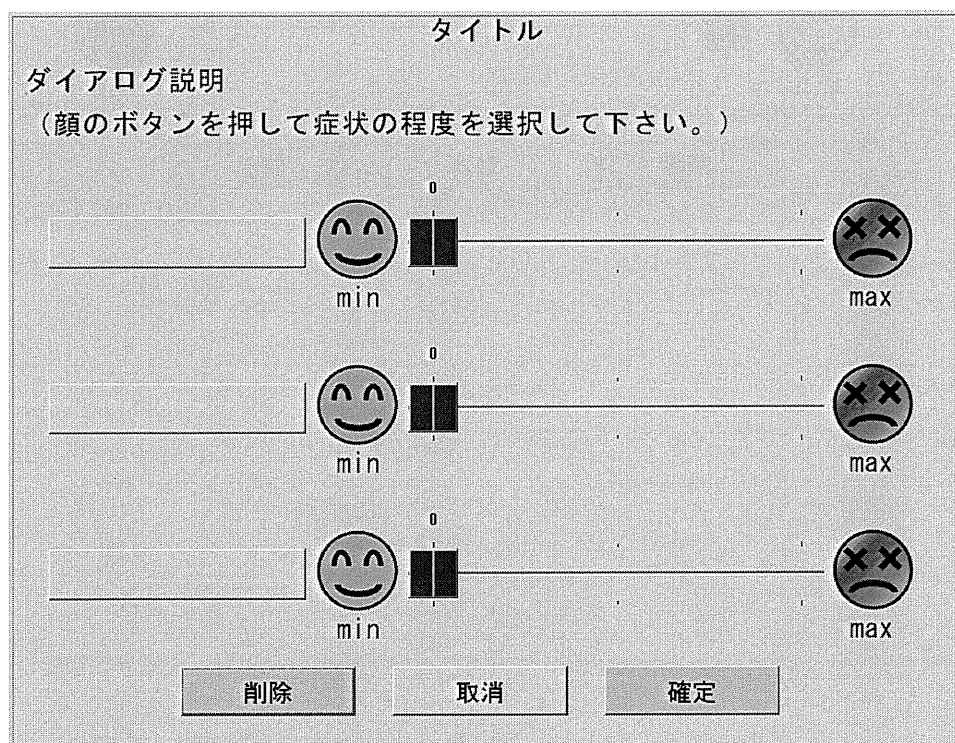 タイトル
ダイアログ説明
（顔のボタンを押して症状の程度を選択して下さい。）
0
min
max
0
min
max
0
min
max
削除 取消 確定